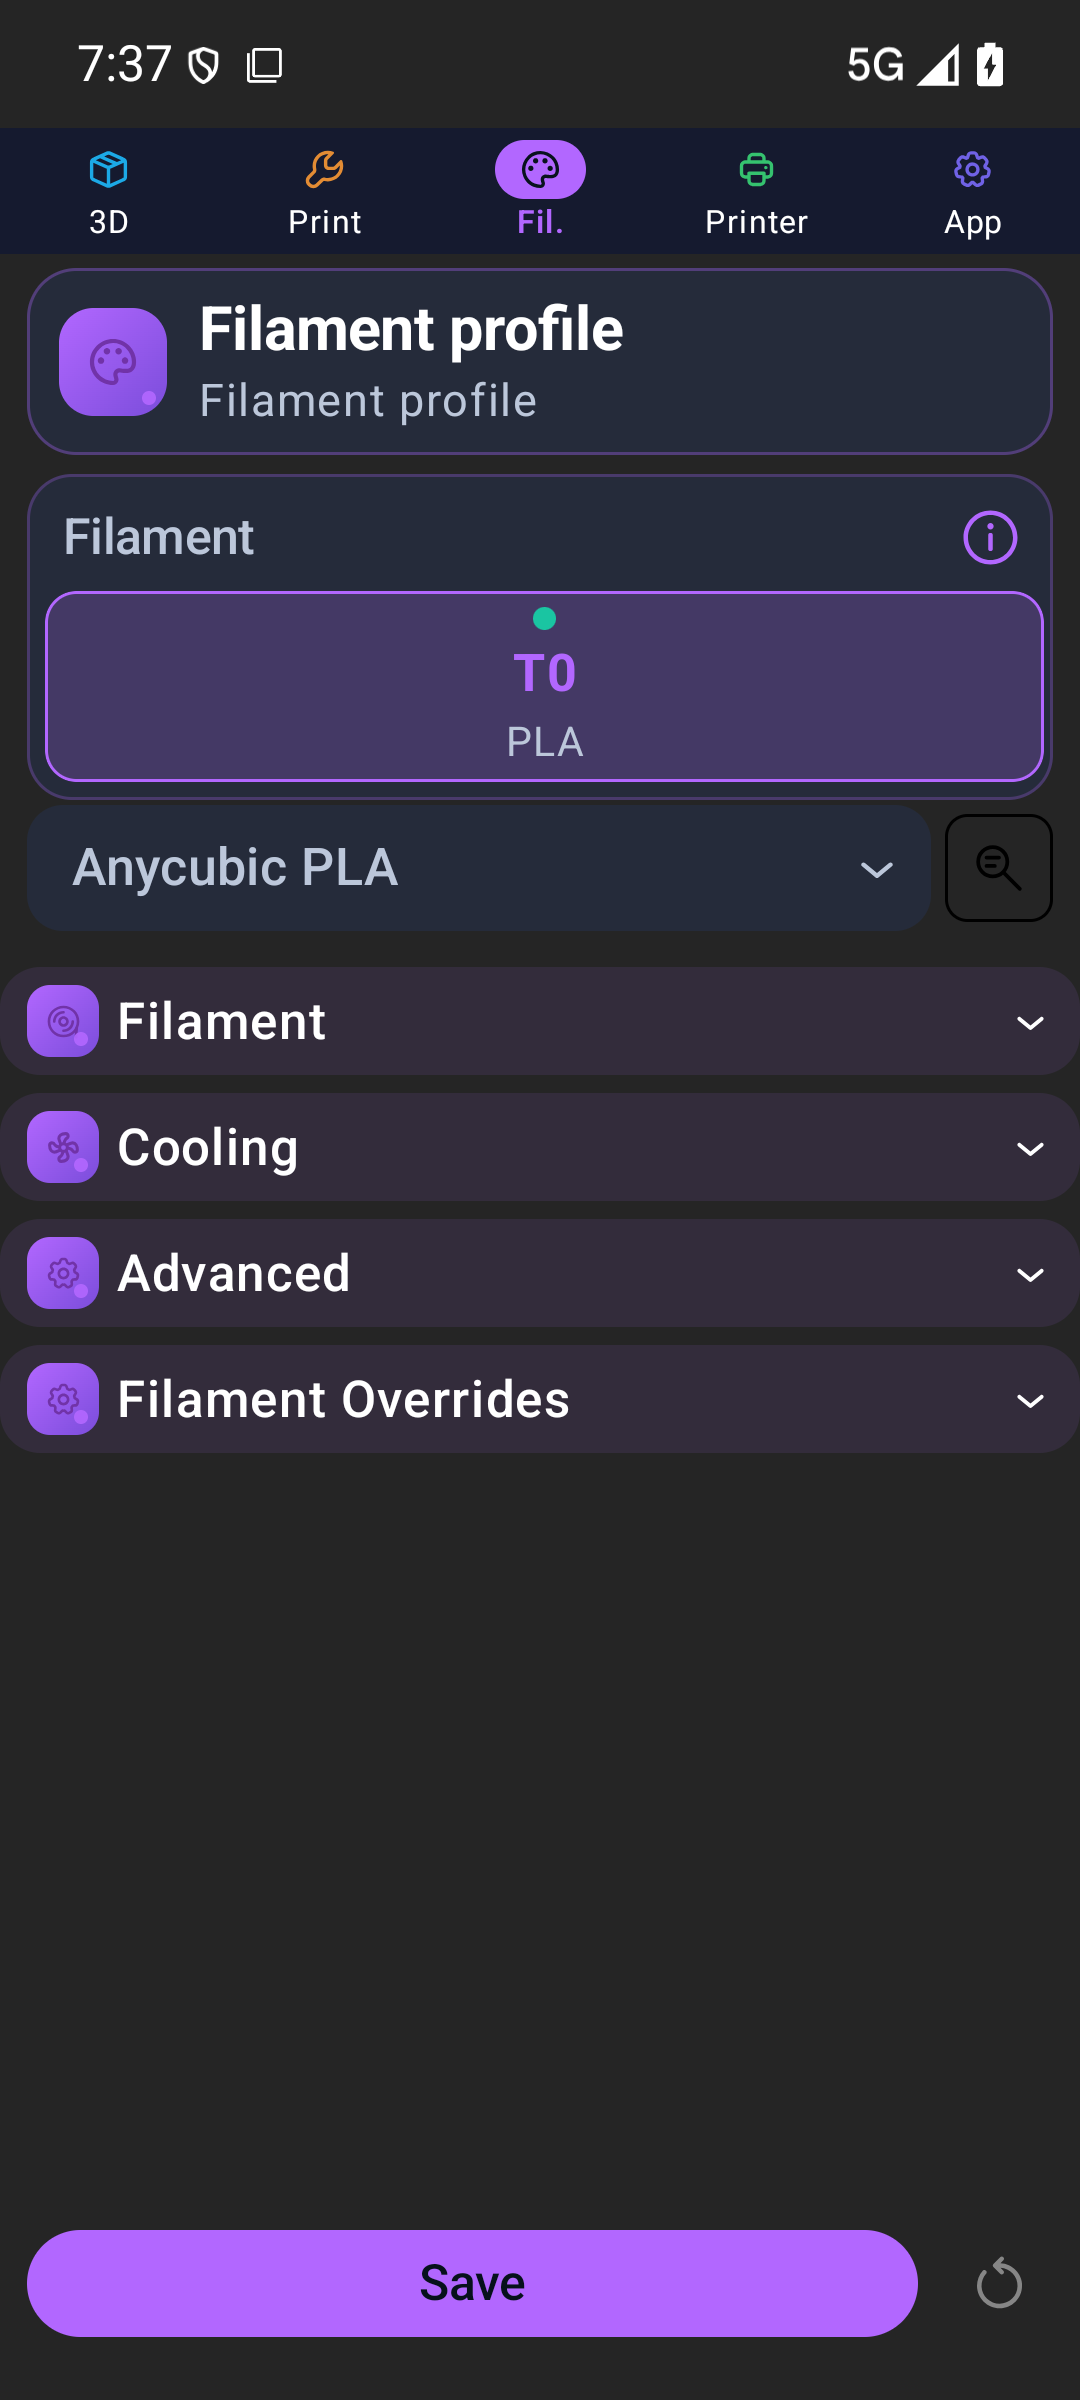 7:37
5G
3D
Print
Fil.
Printer
App
Filament profile
Filament profile
Filament
T0
PLA
Anycubic PLA
Filament
Cooling
Advanced
Filament Overrides
Save